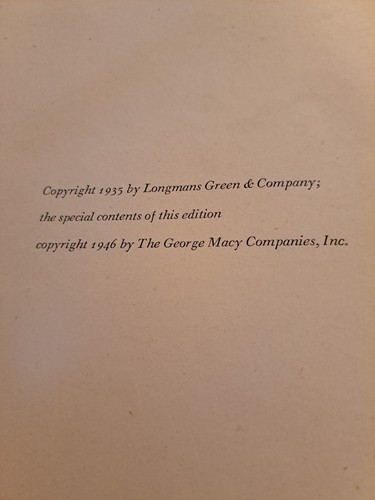 Copyright 1935 by Longmans Green & Company;
the special contents of this edition
copyright 1946 by The George Macy Companies, Inc.